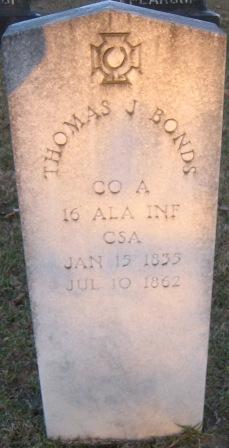 THOMAS J BONDS
CO A
16 ALA INF
CSA
JAN 15 1835
JUL 10 1862